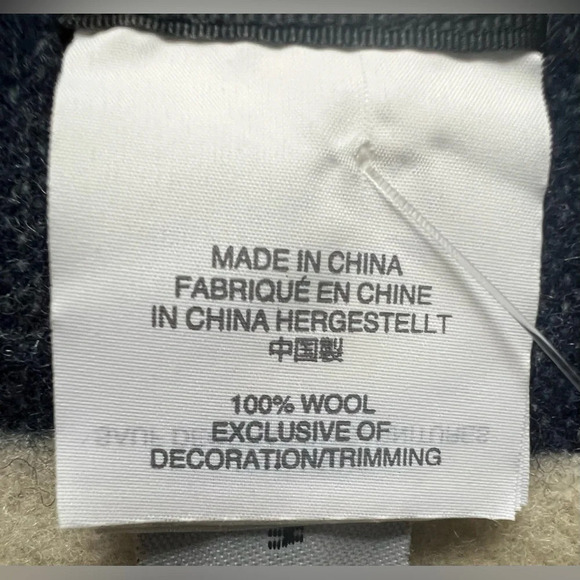 MADE IN CHINA
FABRIQUÉ EN CHINE
IN CHINA HERGESTELLT
中国製
100% WOOL
EXCLUSIVE OF
DECORATION/TRIMMING